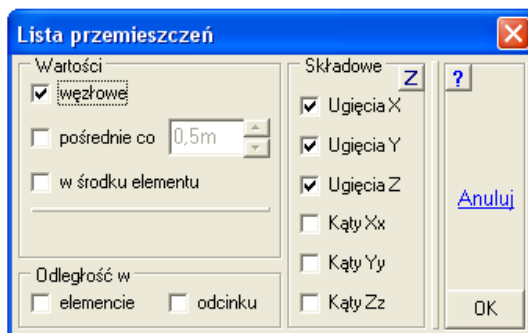 Lista przemieszczeń
Wartości
węzłowe
pośrednie co 0,5m
w środku elementu
Odległość w
elemencie odcinku
Składowe Z
Ugięcia X
Ugięcia Y
Ugięcia Z
Kąty Xx
Kąty Yy
Kąty Zz
?
Anuluj
OK